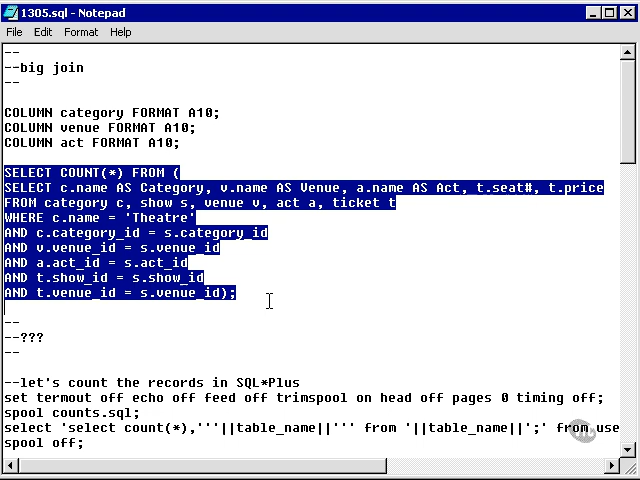 1305.sql - Notepad
File Edit Format Help
--
--big join
--
COLUMN category FORMAT A10;
COLUMN venue FORMAT A10;
COLUMN act FORMAT A10;
SELECT COUNT(*) FROM (
SELECT c.name AS Category, v.name AS Venue, a.name AS Act, t.seat#, t.price
FROM category c, show s, venue v, act a, ticket t
WHERE c.name = 'Theatre'
AND c.category_id = s.category_id
AND v.venue_id = s.venue_id
AND a.act_id = s.act_id
AND t.show_id = s.show_id
AND t.venue_id = s.venue_id);
--
--???
--
--let's count the records in SQL*Plus
set termout off echo off feed off trimspool on head off pages 0 timing off;
spool counts.sql;
select 'select count(*),'''||table_name||''' from '||table_name||';' from use
spool off;